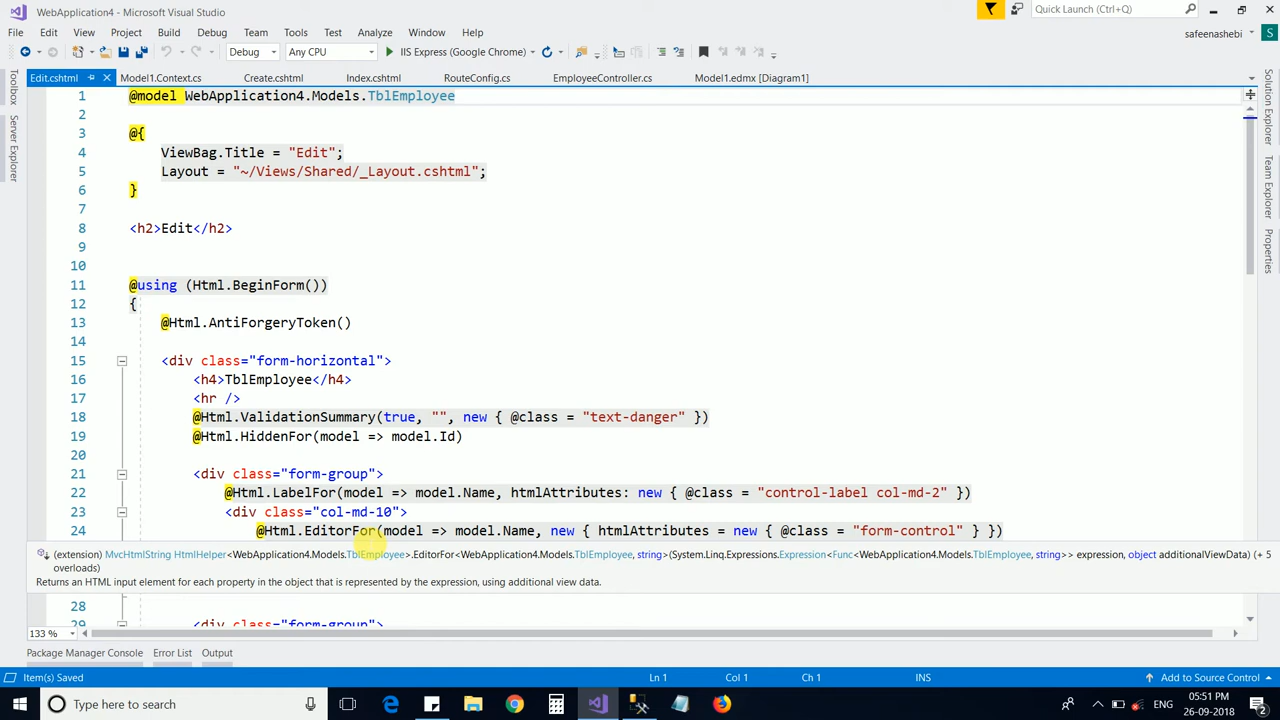 WebApplication4 - Microsoft Visual Studio
Quick Launch (Ctrl+Q)
File Edit View Project Build Debug Team Tools Test Analyze Window Help
safeenashebi S
Debug Any CPU IIS Express (Google Chrome)
Edit.cshtml Model1.Context.cs Create.cshtml Index.cshtml RouteConfig.cs EmployeeController.cs Model1.edmx [Diagram1]
Toolbox
Server Explorer
Solution Explorer
Team Explorer
Properties
1 @model WebApplication4.Models.TblEmployee
2
3 @{
4 ViewBag.Title = "Edit";
5 Layout = "~/Views/Shared/_Layout.cshtml";
6 }
7
8 <h2>Edit</h2>
9
10
11 @using (Html.BeginForm())
12 {
13 @Html.AntiForgeryToken()
14
15 <div class="form-horizontal">
16 <h4>TblEmployee</h4>
17 <hr />
18 @Html.ValidationSummary(true, "", new { @class = "text-danger" })
19 @Html.HiddenFor(model => model.Id)
20
21 <div class="form-group">
22 @Html.LabelFor(model => model.Name, htmlAttributes: new { @class = "control-label col-md-2" })
23 <div class="col-md-10">
24 @Html.EditorFor(model => model.Name, new { htmlAttributes = new { @class = "form-control" } })
(extension) MvcHtmlString HtmlHelper<WebApplication4.Models.TblEmployee>.EditorFor<WebApplication4.Models.TblEmployee, string>(System.Linq.Expressions.Expression<Func<WebApplication4.Models.TblEmployee, string>> expression, object additionalViewData) (+ 5
overloads)
Returns an HTML input element for each property in the object that is represented by the expression, using additional view data.
28
29 <div class="form-group">
133 %
Package Manager Console Error List Output
Item(s) Saved Ln 1 Col 1 Ch 1 INS Add to Source Control
Type here to search
ENG
05:51 PM
26-09-2018
2